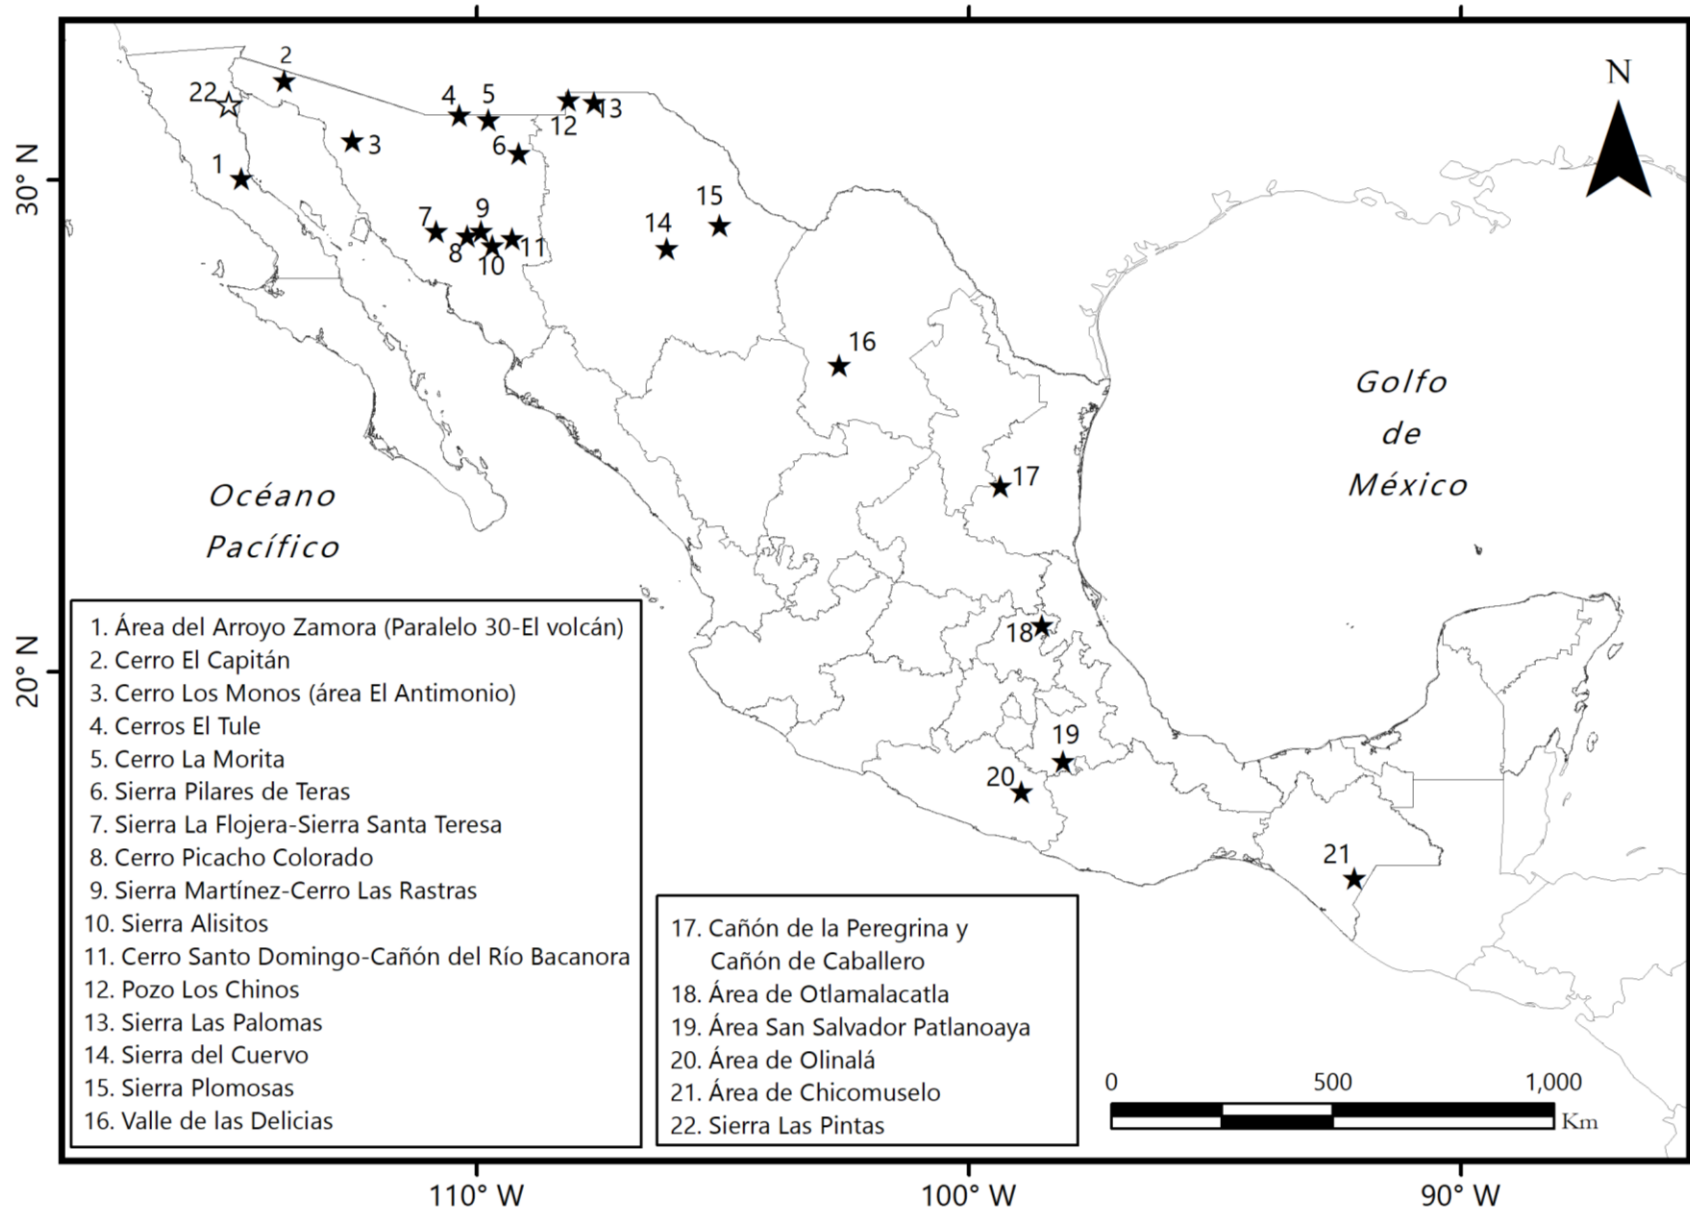 2
N
22
4
5
12
13
3
6
1
30° N
15
7
9
14
8
10
11
16
Golfo
de
México
17
Océano
Pacífico
18
20° N
19
20
21
1. Área del Arroyo Zamora (Paralelo 30-El volcán)
2. Cerro El Capitán
3. Cerro Los Monos (área El Antimonio)
4. Cerros El Tule
5. Cerro La Morita
6. Sierra Pilares de Teras
7. Sierra La Flojera-Sierra Santa Teresa
8. Cerro Picacho Colorado
9. Sierra Martínez-Cerro Las Rastras
10. Sierra Alisitos
11. Cerro Santo Domingo-Cañón del Río Bacanora
12. Pozo Los Chinos
13. Sierra Las Palomas
14. Sierra del Cuervo
15. Sierra Plomosas
16. Valle de las Delicias
17. Cañón de la Peregrina y
Cañón de Caballero
18. Área de Otlamalacatla
19. Área San Salvador Patlanoaya
20. Área de Olinalá
21. Área de Chicomuselo
22. Sierra Las Pintas
0 500 1,000
Km
110° W 100° W 90° W